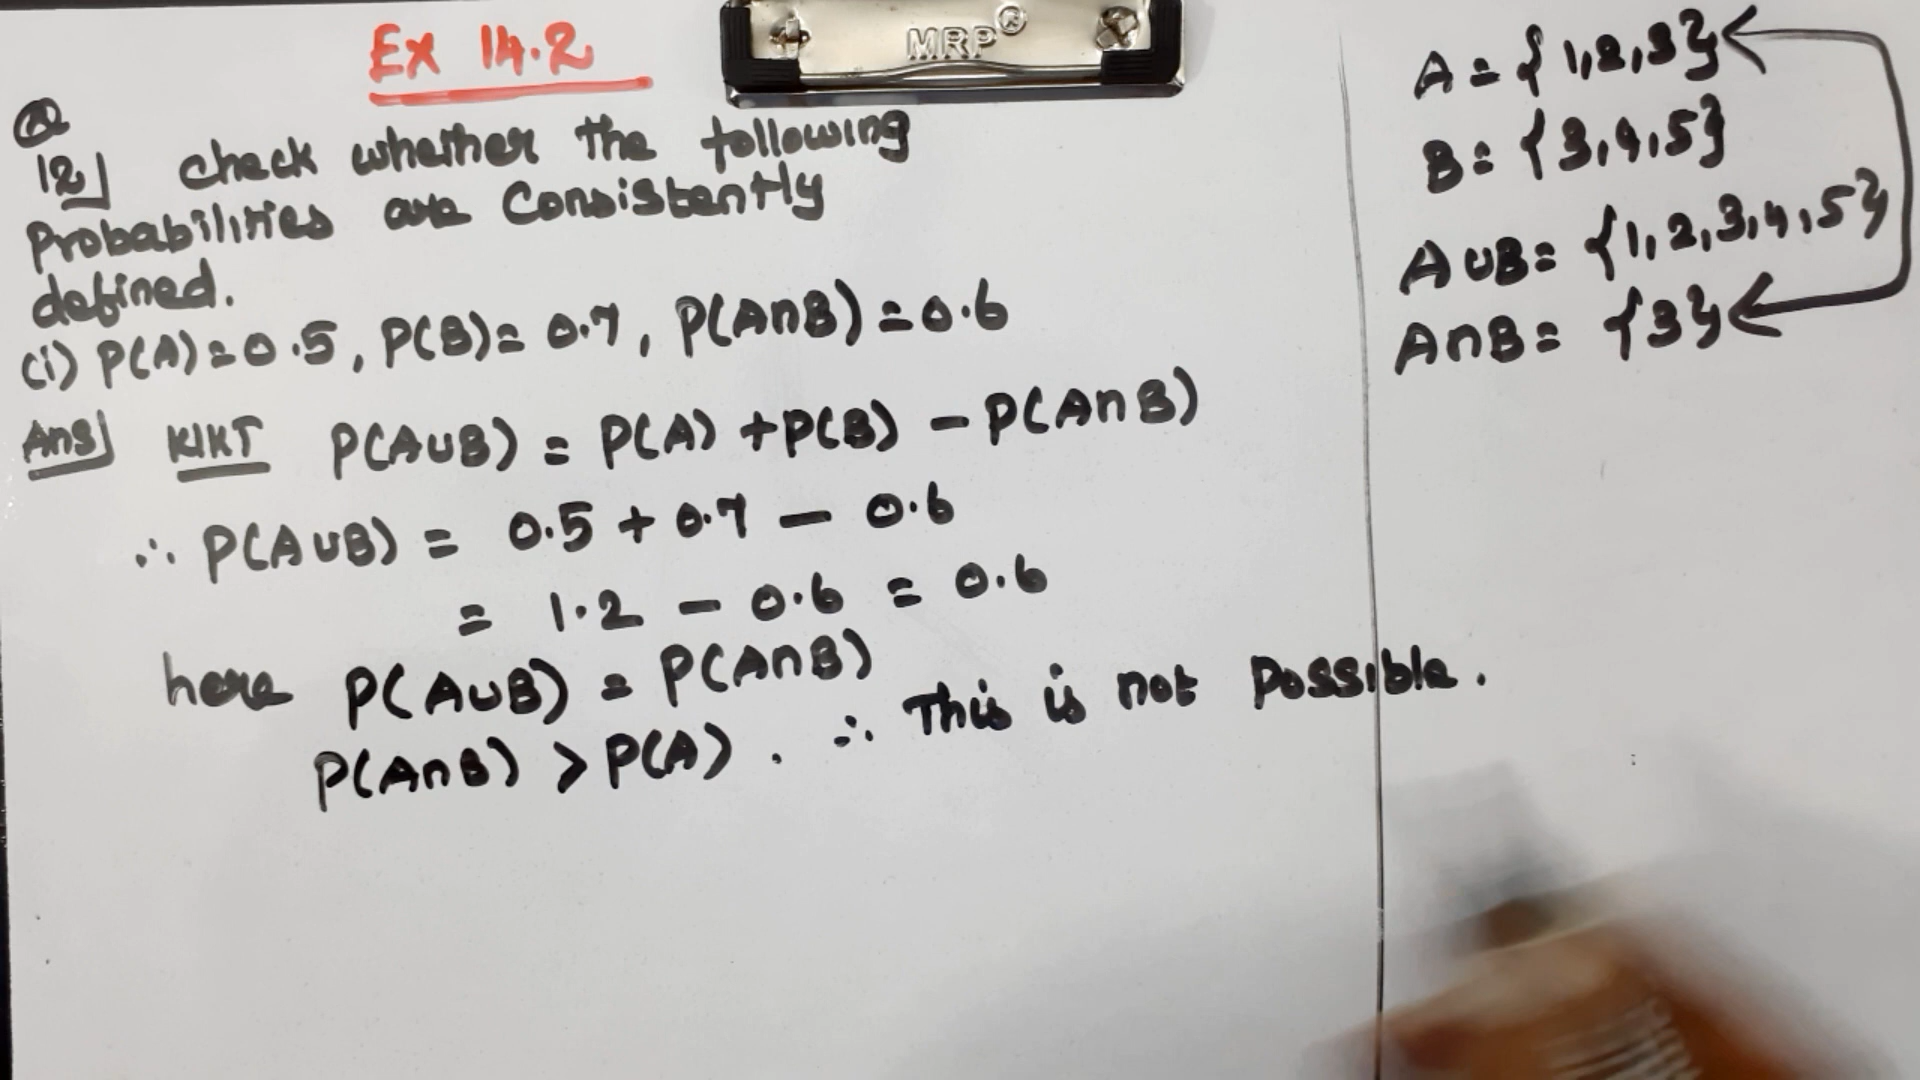 Ex 14.2
MRP®
Q
12] check whether the following
Probabilities are Consistently
defined.
(i) P(A)=0.5, P(B)=0.7, P(A∩B)=0.6
Ans] WKT P(A∪B) = P(A) +P(B) - P(A∩B)
∴ P(A∪B) = 0.5 + 0.7 - 0.6
= 1.2 - 0.6 = 0.6
here P(A∪B) = P(A∩B)
P(A∩B) > P(A). ∴ This is not Possible.
A = {1,2,3}
B = {3,4,5}
A∪B= {1,2,3,4,5}
A∩B= {3}